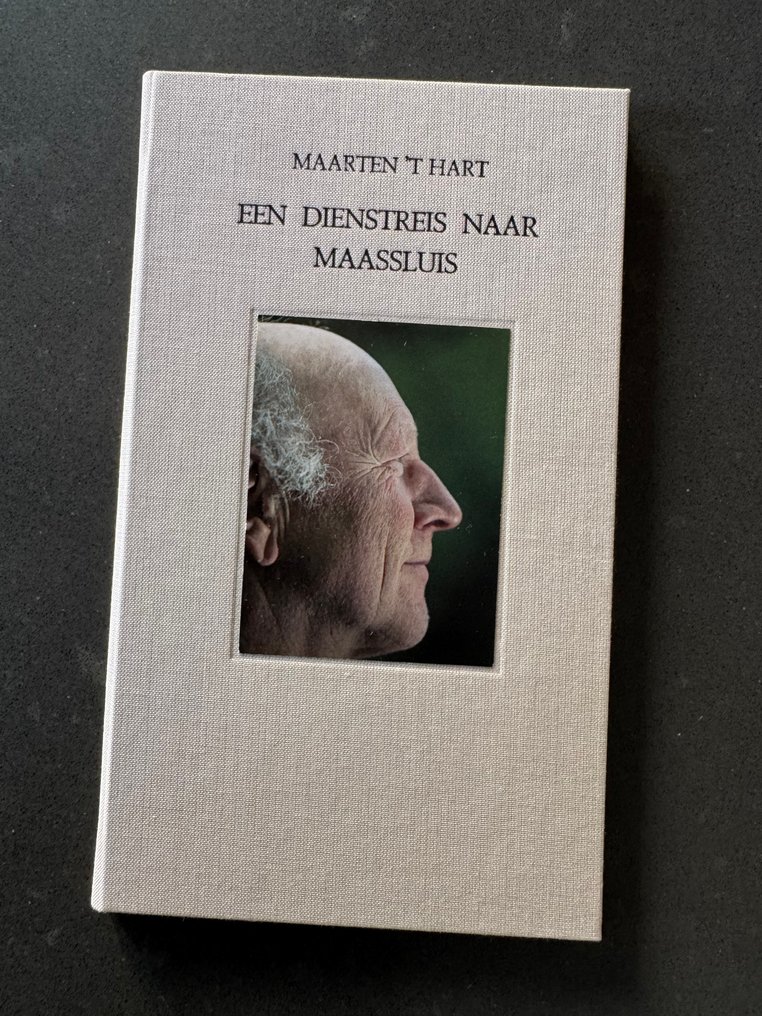 MAARTEN 'T HART
EEN DIENSTREIS NAAR
MAASSLUIS